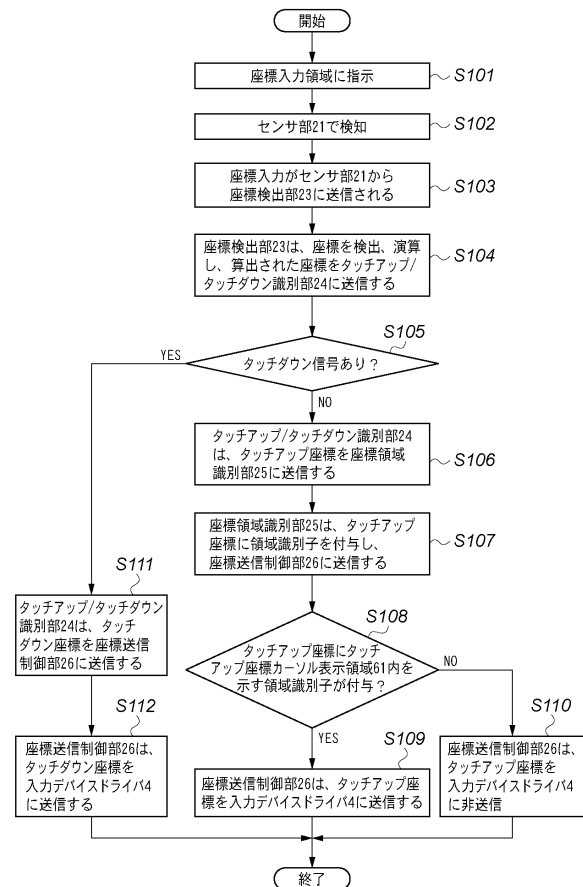 開始
座標入力領域に指示
S101
センサ部21で検知
S102
座標入力がセンサ部21から
座標検出部23に送信される
S103
座標検出部23は、座標を検出、演算
し、算出された座標をタッチアップ/
タッチダウン識別部24に送信する
S104
S105
タッチダウン信号あり？
YES
NO
タッチアップ/タッチダウン識別部24
は、タッチアップ座標を座標領域
識別部25に送信する
S106
座標領域識別部25は、タッチアップ
座標に領域識別子を付与し、
座標送信制御部26に送信する
S107
S108
タッチアップ座標にタッチ
アップ座標カーソル表示領域61内を
示す領域識別子が付与？
NO
YES
S109
座標送信制御部26は、タッチアップ座
標を入力デバイスドライバ4に送信する
S110
座標送信制御部26は、
タッチアップ座標を
入力デバイスドライバ4
に非送信
S111
タッチアップ/タッチダウン
識別部24は、タッチ
ダウン座標を座標送信
制御部26に送信する
S112
座標送信制御部26は、
タッチダウン座標を
入力デバイスドライバ4
に送信する
終了